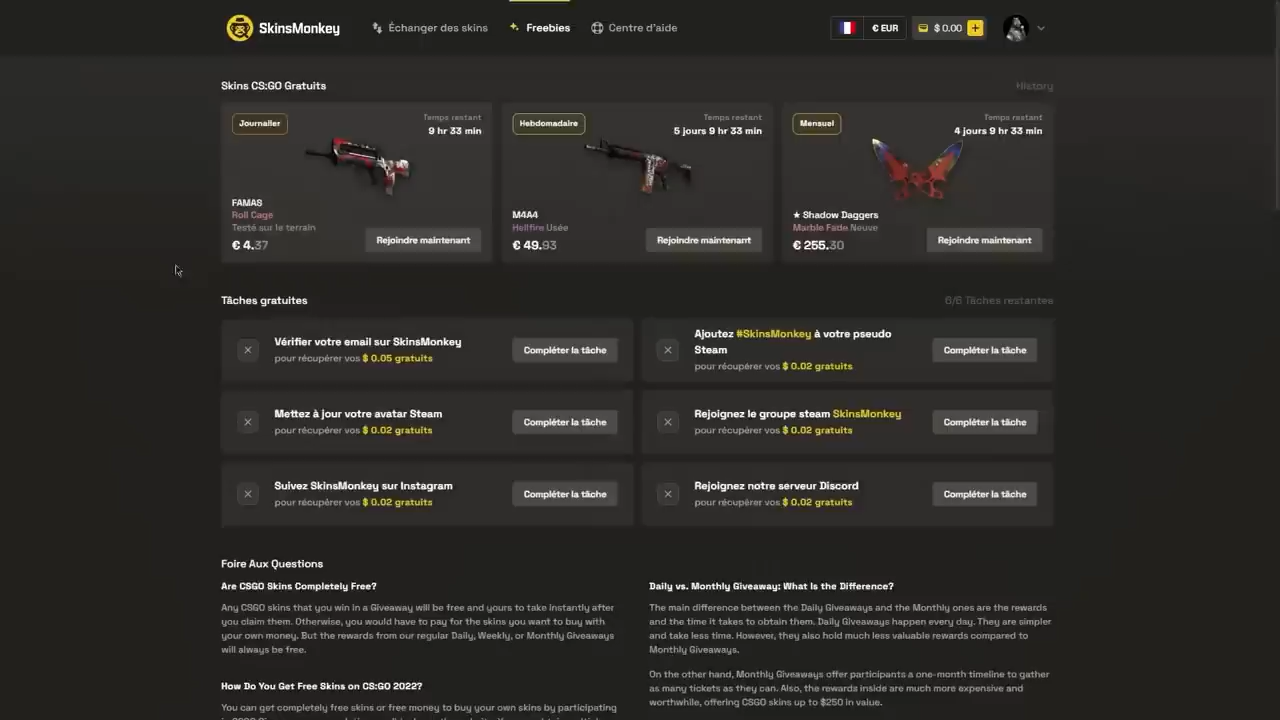 SkinsMonkey
Échanger des skins
Freebies
Centre d'aide
€ EUR
$ 0.00
Skins CS:GO Gratuits
History
Journalier
Temps restant
9 hr 33 min
FAMAS
Roll Cage
Testé sur le terrain
€ 4.37
Rejoindre maintenant
Hebdomadaire
Temps restant
5 jours 9 hr 33 min
M4A4
Hellfire Usée
€ 49.93
Rejoindre maintenant
Mensuel
Temps restant
4 jours 9 hr 33 min
★ Shadow Daggers
Marble Fade Neuve
€ 255.30
Rejoindre maintenant
Tâches gratuites
6/6 Tâches restantes
Vérifier votre email sur SkinsMonkey
pour récupérer vos $ 0.05 gratuits
Compléter la tâche
Ajoutez #SkinsMonkey à votre pseudo
Steam
pour récupérer vos $ 0.02 gratuits
Compléter la tâche
Mettez à jour votre avatar Steam
pour récupérer vos $ 0.02 gratuits
Compléter la tâche
Rejoignez le groupe steam SkinsMonkey
pour récupérer vos $ 0.02 gratuits
Compléter la tâche
Suivez SkinsMonkey sur Instagram
pour récupérer vos $ 0.02 gratuits
Compléter la tâche
Rejoignez notre serveur Discord
pour récupérer vos $ 0.02 gratuits
Compléter la tâche
Foire Aux Questions
Are CSGO Skins Completely Free?
Any CSGO skins that you win in a Giveaway will be free and yours to take instantly after
you claim them. Otherwise, you would have to pay for the skins you want to buy with
your own money. But the rewards from our regular Daily, Weekly, or Monthly Giveaways
will always be free.
How Do You Get Free Skins on CS:GO 2022?
You can get completely free skins or free money to buy your own skins by participating
Daily vs. Monthly Giveaway: What Is the Difference?
The main difference between the Daily Giveaways and the Monthly ones are the rewards
and the time it takes to obtain them. Daily Giveaways happen every day. They are simpler
and take less time. However, they also hold much less valuable rewards compared to
Monthly Giveaways.
On the other hand, Monthly Giveaways offer participants a one-month timeline to gather
as many tickets as they can. Also, the rewards inside are much more expensive and
worthwhile, offering CSGO skins up to $250 in value.